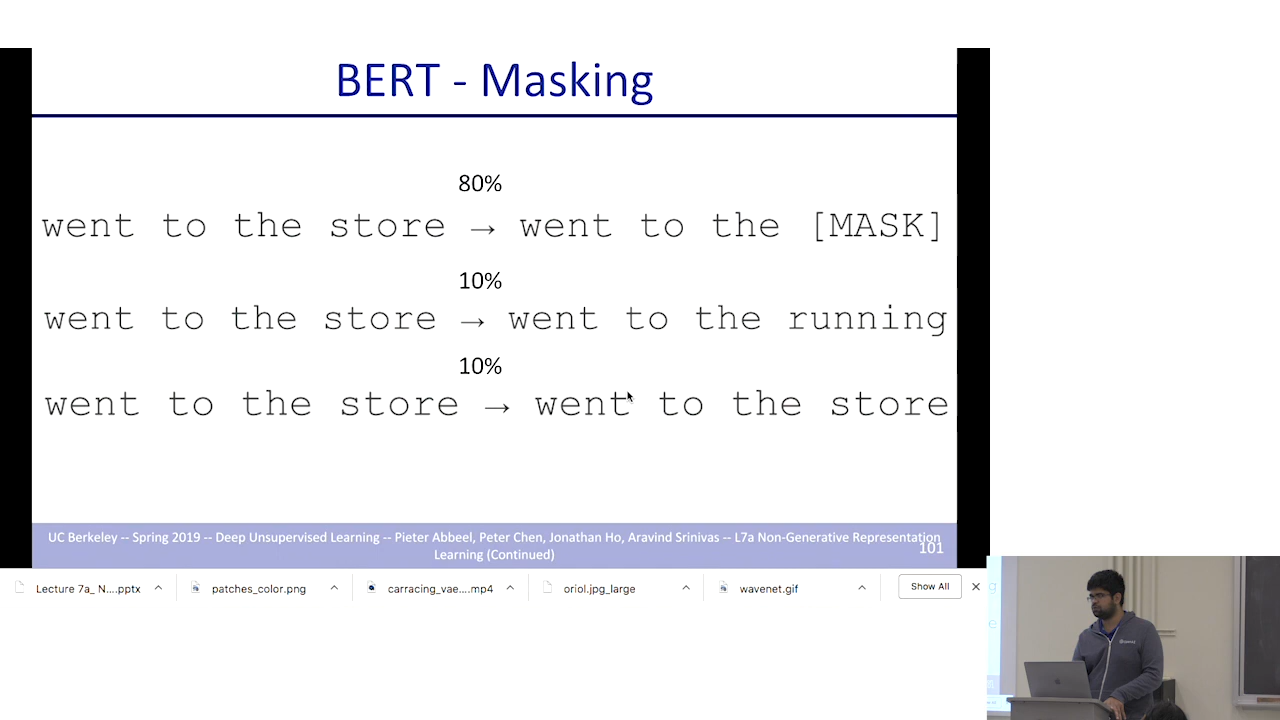 BERT - Masking
80%
went to the store → went to the [MASK]
10%
went to the store → went to the running
10%
went to the store → went to the store
UC Berkeley -- Spring 2019 -- Deep Unsupervised Learning -- Pieter Abbeel, Peter Chen, Jonathan Ho, Aravind Srinivas -- L7a Non-Generative Representation
Learning (Continued)
101
Lecture 7a_ N....pptx
patches_color.png
carracing_vae....mp4
oriol.jpg_large
wavenet.gif
Show All